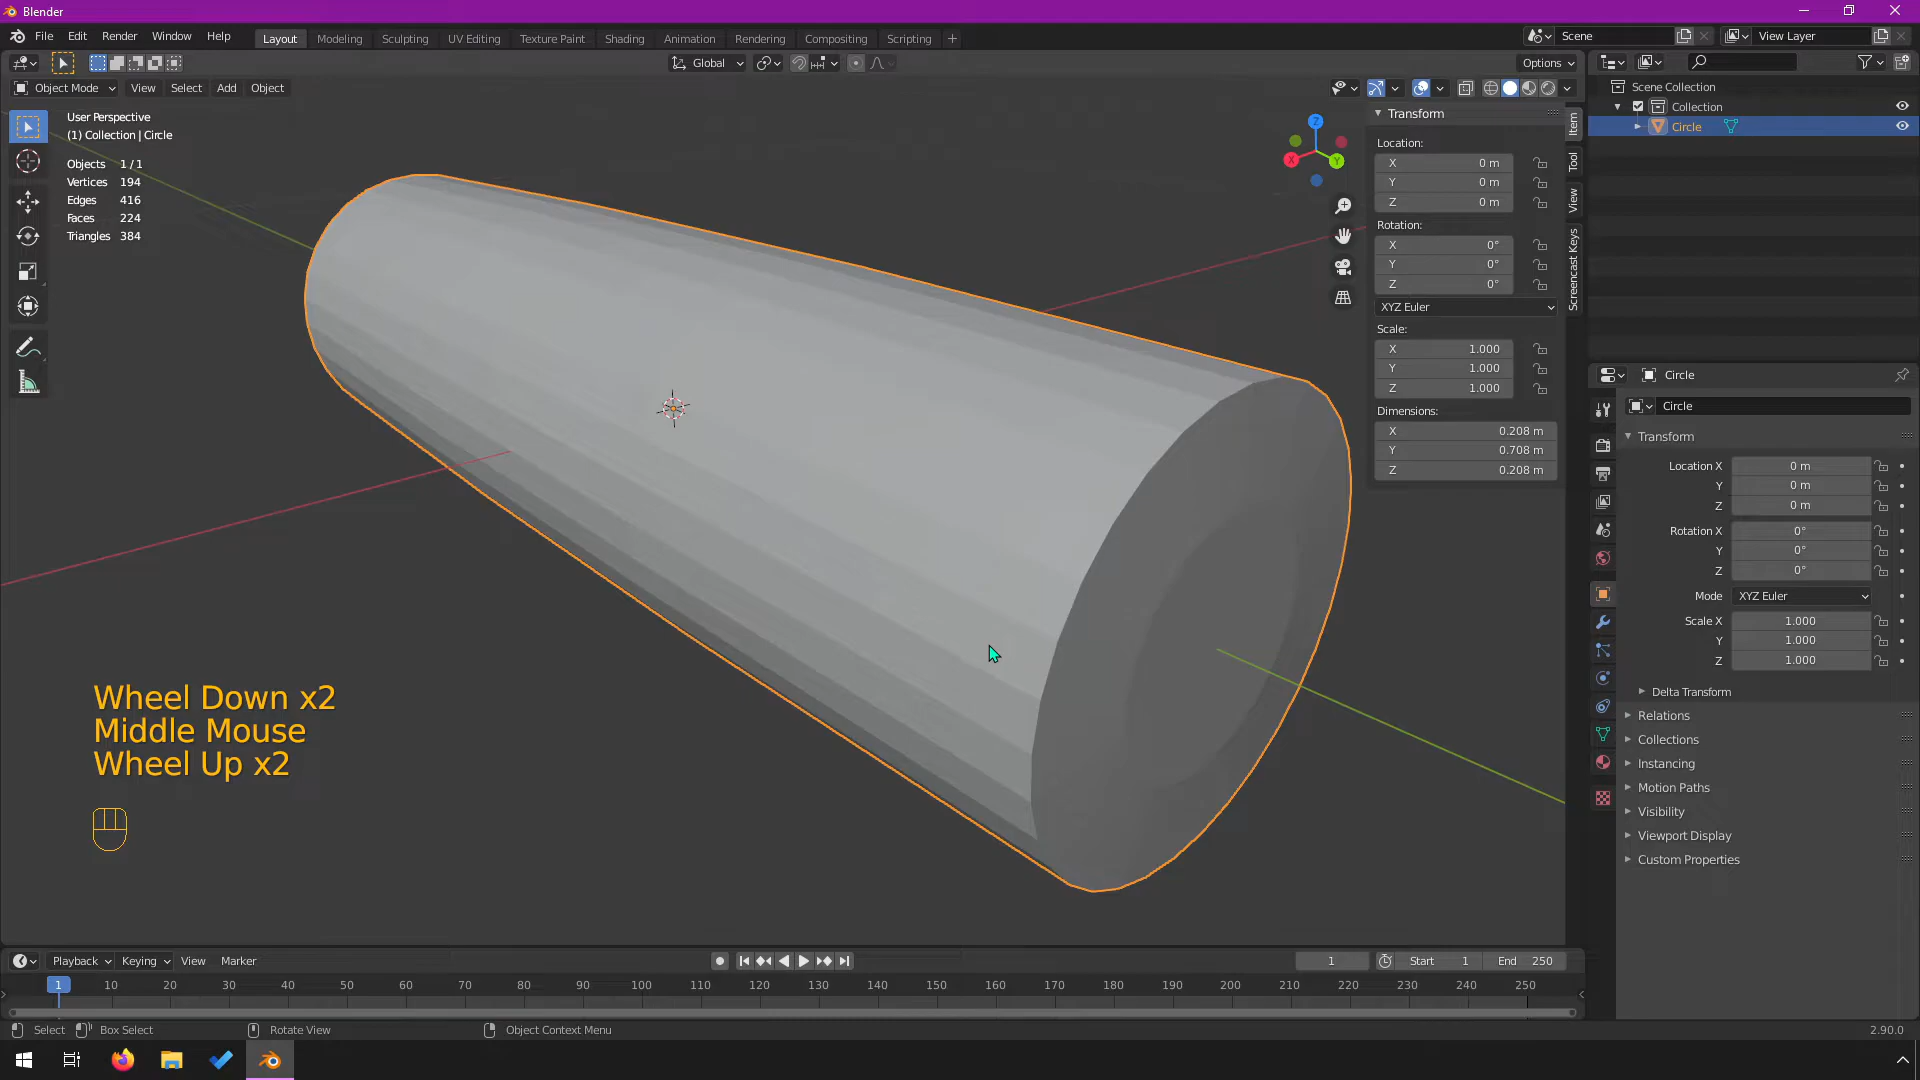 Blender
File Edit Render Window Help
Layout Modeling Sculpting UV Editing Texture Paint Shading Animation Rendering Compositing Scripting +
Scene View Layer
Global Options
Object Mode View Select Add Object
User Perspective
(1) Collection | Circle
Objects 1 / 1
Vertices 194
Edges 416
Faces 224
Triangles 384
Z
X
Y
Transform
Location:
X 0 m
Y 0 m
Z 0 m
Rotation:
X 0°
Y 0°
Z 0°
XYZ Euler
Scale:
X 1.000
Y 1.000
Z 1.000
Dimensions:
X 0.208 m
Y 0.708 m
Z 0.208 m
Item
Tool
View
Screencast Keys
Scene Collection
Collection
Circle
Circle
Circle
Transform
Location X 0 m
Y 0 m
Z 0 m
Rotation X 0°
Y 0°
Z 0°
Mode XYZ Euler
Scale X 1.000
Y 1.000
Z 1.000
Delta Transform
Relations
Collections
Instancing
Motion Paths
Visibility
Viewport Display
Custom Properties
Wheel Down x2
Middle Mouse
Wheel Up x2
Playback Keying View Marker
1 Start 1 End 250
1 10 20 30 40 50 60 70 80 90 100 110 120 130 140 150 160 170 180 190 200 210 220 230 240 250
Select Box Select Rotate View Object Context Menu 2.90.0